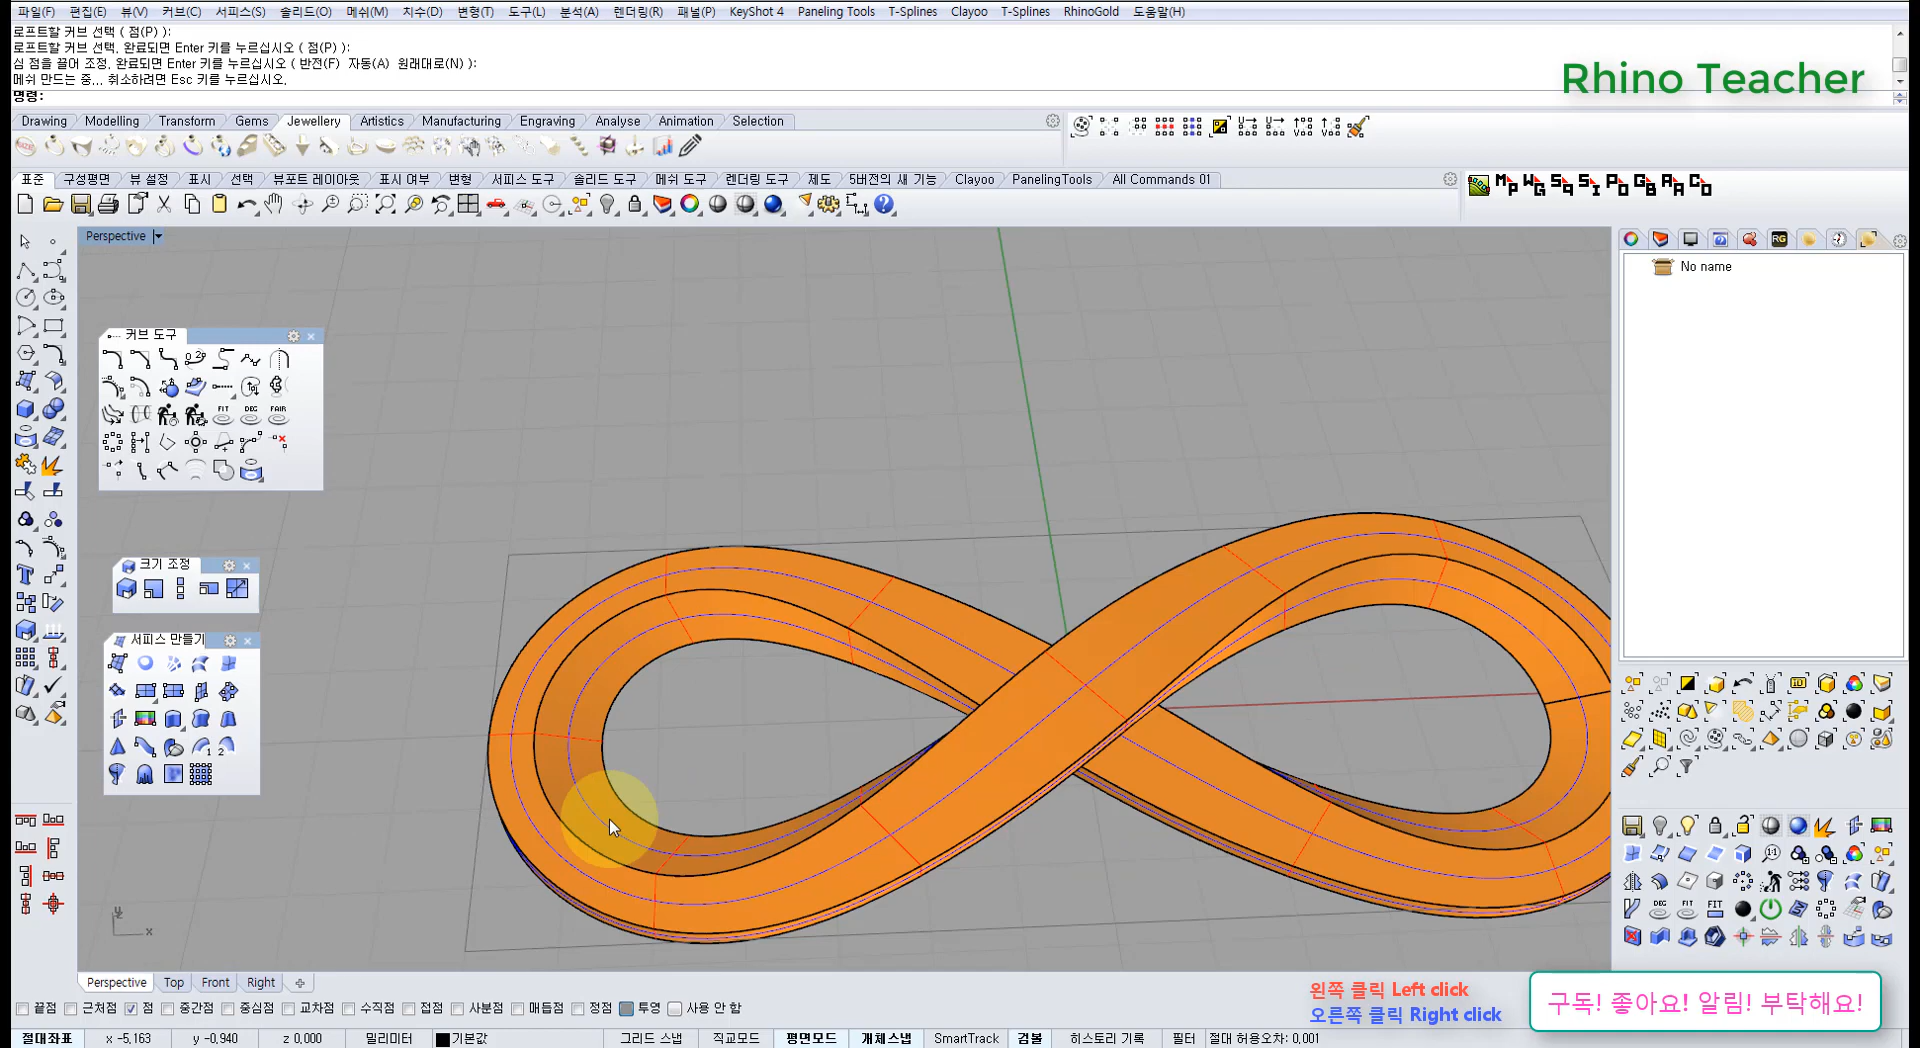 파일(F) 편집(E) 뷰(V) 커브(C) 서피스(S) 솔리드(O) 메쉬(M) 치수(D) 변형(T) 도구(L) 분석(A) 렌더링(R) 패널(P) KeyShot 4 Paneling Tools T-Splines Clayoo T-Splines RhinoGold 도움말(H)
로프트할 커브 선택 ( 점(P) ):
로프트할 커브 선택. 완료되면 Enter 키를 누르십시오 ( 점(P) ):
심 점을 끌어 조정. 완료되면 Enter 키를 누르십시오 ( 반전(F) 자동(A) 원래대로(N) ):
메쉬 만드는 중... 취소하려면 Esc 키를 누르십시오.
명령:
Rhino Teacher
Drawing Modelling Transform Gems Jewellery Artistics Manufacturing Engraving Analyse Animation Selection
표준 구성평면 뷰 설정 표시 선택 뷰포트 레이아웃 표시 여부 변형 서피스 도구 솔리드 도구 메쉬 도구 렌더링 도구 제도 5버전의 새 기능 Clayoo PanelingTools All Commands 01
Perspective
No name
커브 도구
FIT DEG FAIR
크기 조정
서피스 만들기
Perspective Top Front Right
끝점 근처점 점 중간점 중심점 교차점 수직점 접점 사분점 매듭점 정점 투영 사용 안 함
왼쪽 클릭 Left click
오른쪽 클릭 Right click
구독! 좋아요! 알림! 부탁해요!
절대좌표 x -5,163 y -0,940 z 0,000 밀리미터 기본값 그리드 스냅 직교모드 평면모드 개체스냅 SmartTrack 검볼 히스토리 기록 필터 절대 허용오차: 0,001